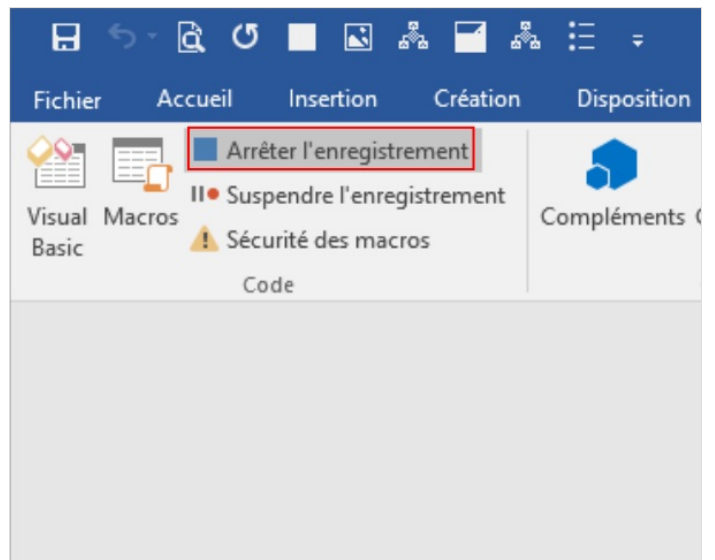 Fichier Accueil Insertion Création Disposition
Arrêter l'enregistrement
Suspendre l'enregistrement
Sécurité des macros
Visual Basic
Macros
Compléments
Code